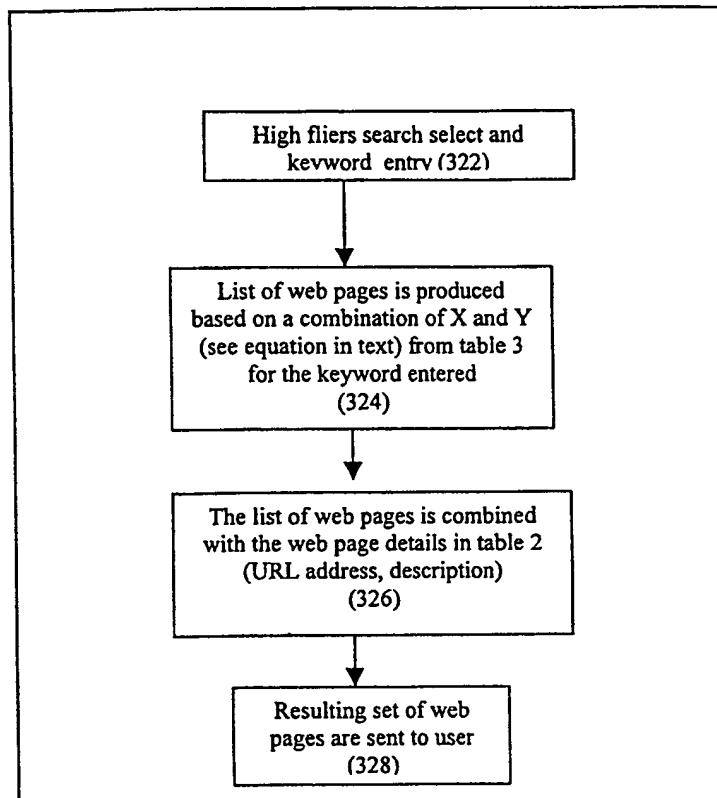 High fliers search select and
keyword entry (322)
List of web pages is produced
based on a combination of X and Y
(see equation in text) from table 3
for the keyword entered
(324)
The list of web pages is combined
with the web page details in table 2
(URL address, description)
(326)
Resulting set of web
pages are sent to user
(328)